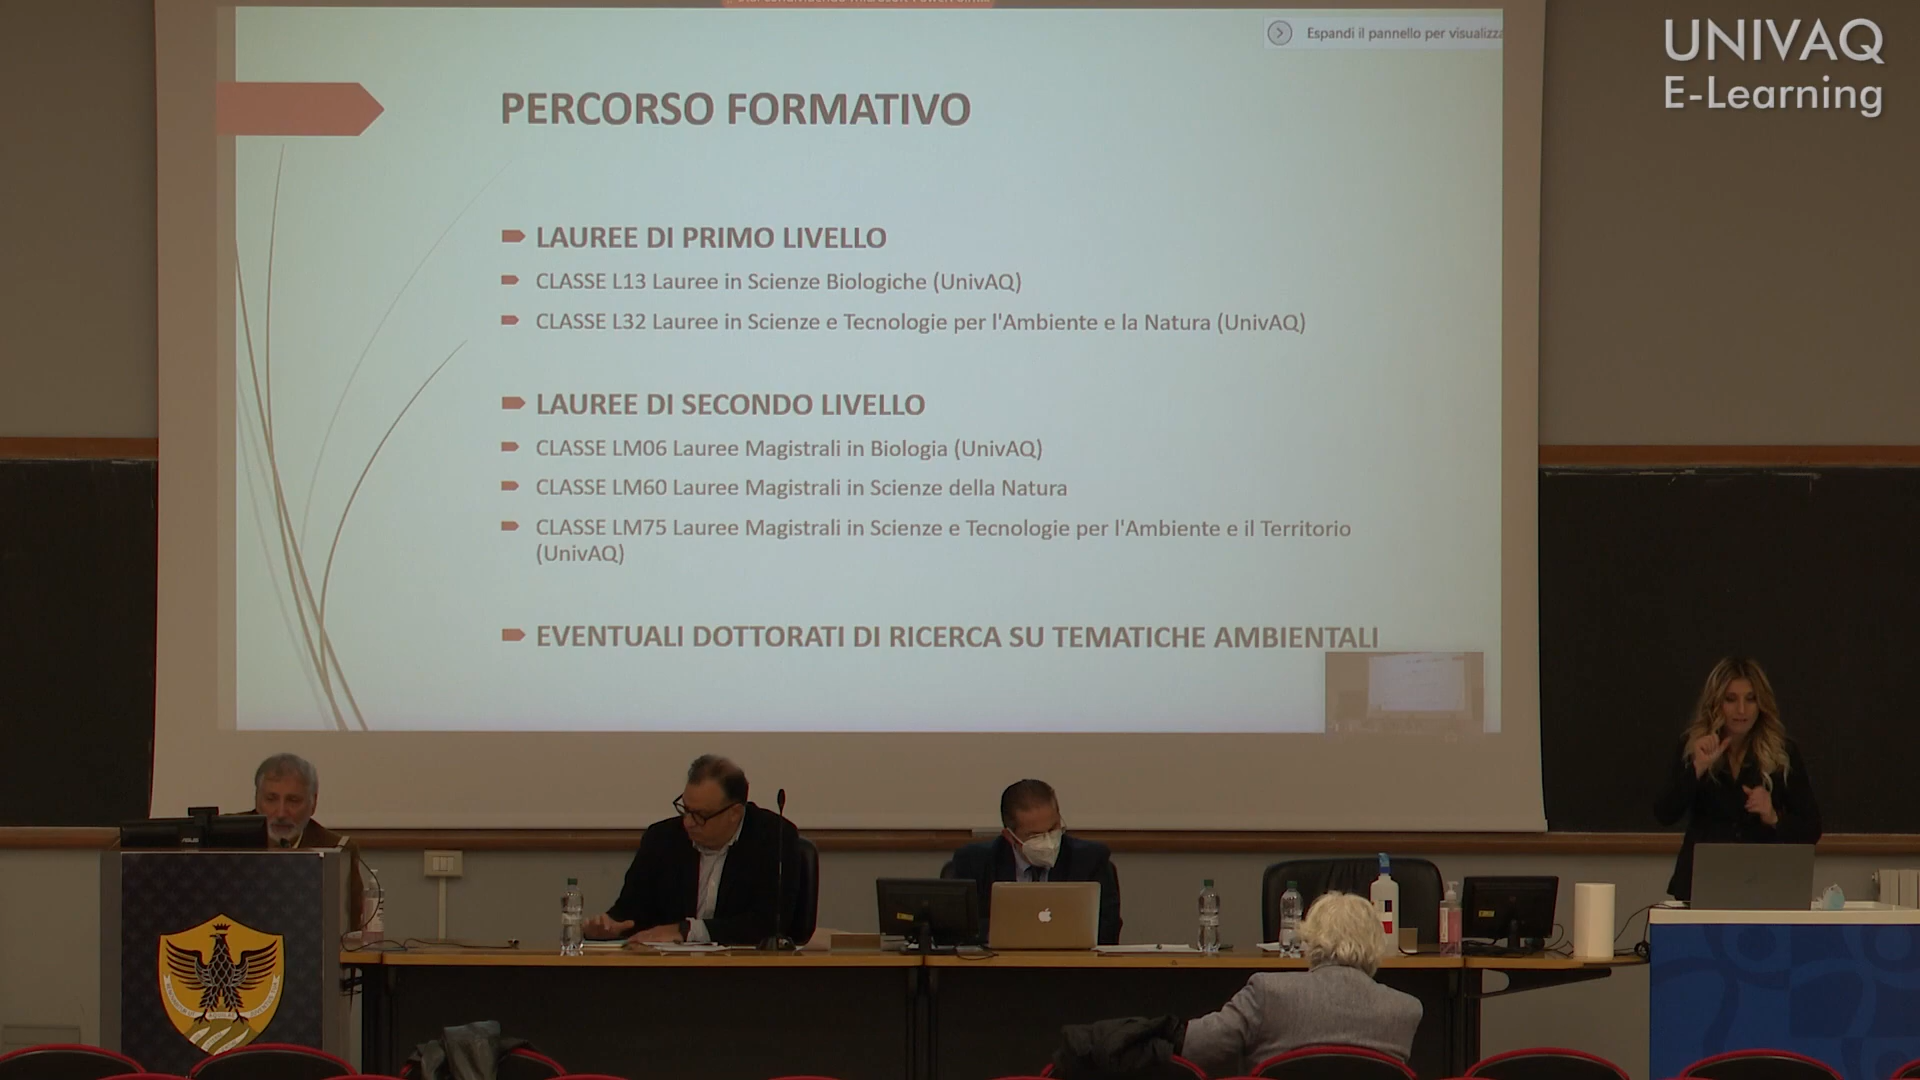 UNIVAQ
E-Learning
Espandi il pannello per visualizza
PERCORSO FORMATIVO
LAUREE DI PRIMO LIVELLO
CLASSE L13 Lauree in Scienze Biologiche (UnivAQ)
CLASSE L32 Lauree in Scienze e Tecnologie per l'Ambiente e la Natura (UnivAQ)
LAUREE DI SECONDO LIVELLO
CLASSE LM06 Lauree Magistrali in Biologia (UnivAQ)
CLASSE LM60 Lauree Magistrali in Scienze della Natura
CLASSE LM75 Lauree Magistrali in Scienze e Tecnologie per l'Ambiente e il Territorio
(UnivAQ)
EVENTUALI DOTTORATI DI RICERCA SU TEMATICHE AMBIENTALI